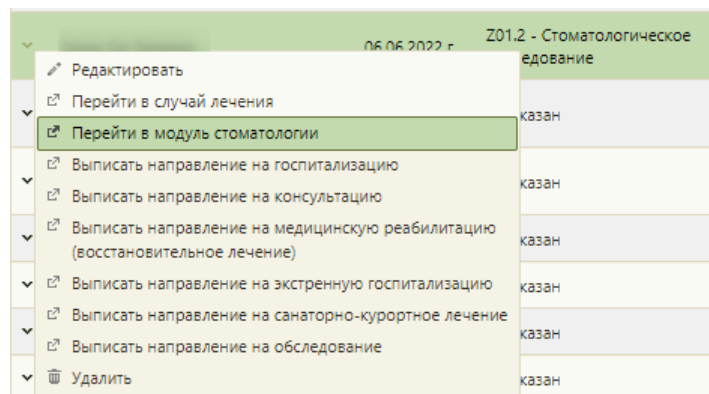 06.06.2022 г. Z01.2 - Стоматологическое
едование
Редактировать
Перейти в случай лечения
казан
Перейти в модуль стоматологии
Выписать направление на госпитализацию
казан
Выписать направление на консультацию
Выписать направление на медицинскую реабилитацию
казан
(восстановительное лечение)
Выписать направление на экстренную госпитализацию
казан
Выписать направление на санаторно-курортное лечение
казан
Выписать направление на обследование
Удалить
казан